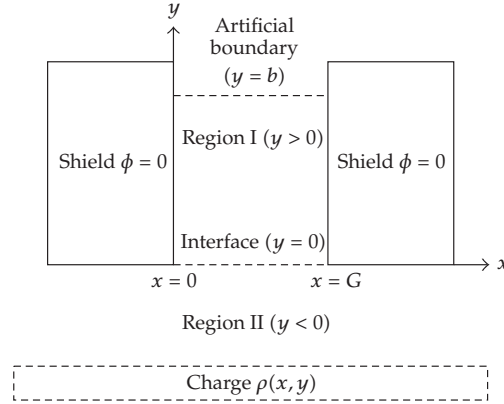 y
Artificial
boundary
(y = b)
Region I (y > 0)
Shield ϕ = 0
Shield ϕ = 0
Interface (y = 0)
x
x = 0
x = G
Region II (y < 0)
Charge ρ(x, y)